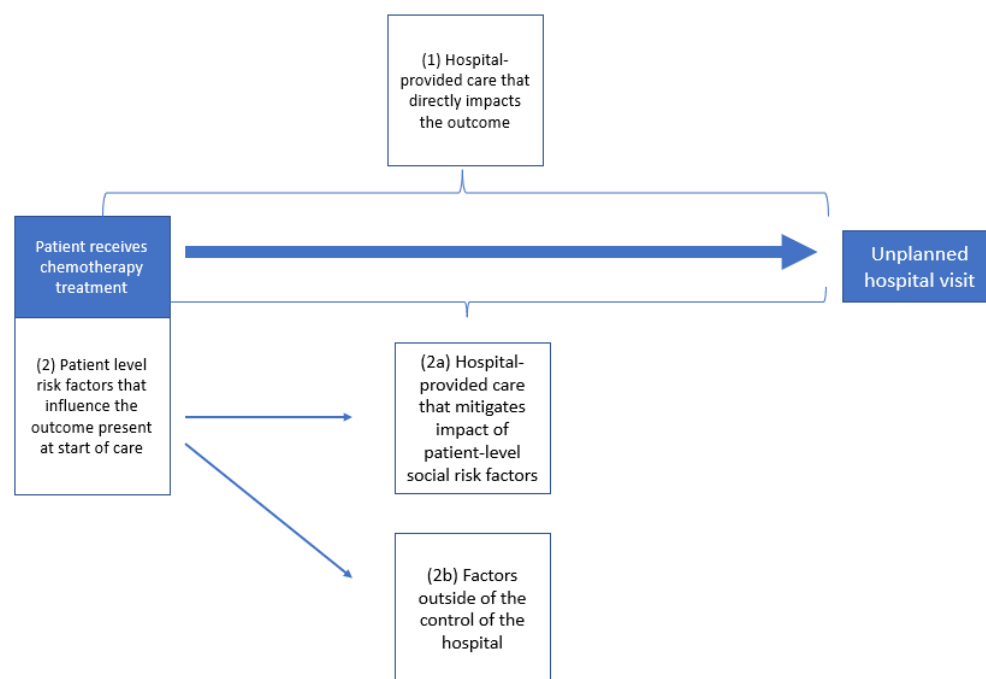 (1) Hospital-
provided care that
directly impacts
the outcome
Patient receives
chemotherapy
treatment
Unplanned
hospital visit
(2) Patient level
risk factors that
influence the
outcome present
at start of care
(2a) Hospital-
provided care
that mitigates
impact of
patient-level
social risk factors
(2b) Factors
outside of the
control of the
hospital